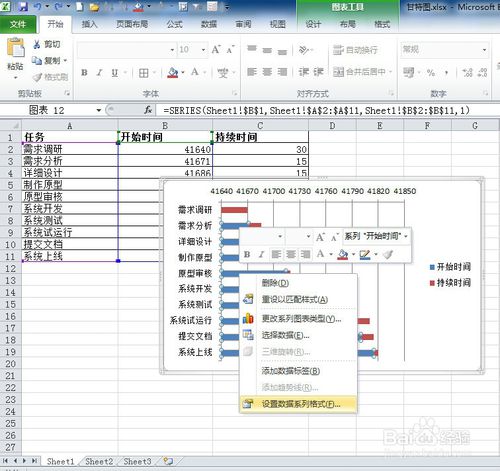 图表工具
甘特图.xlsx
文件 开始 插入 页面布局 公式 数据 审阅 视图 设计 布局 格式
粘贴 剪切 复制 格式刷
10
自动换行
合并后居中
常规
剪贴板 字体 对齐方式 数字
图表 12 fx =SERIES(Sheet1!$B$1,Sheet1!$A$2:$A$11,Sheet1!$B$2:$B$11,1)
A B C D E F G
1 任务 开始时间 持续时间
2 需求调研 41640 30
3 需求分析 41671 15
4 详细设计 41686 15
5 制作原型
6 原型审核
7 系统开发
8 系统测试
9 系统试运行
10 提交文档
11 系统上线
12
13
14
15
16
17
18
19
20
21
22
23
24
25
26
27
41640 41670 41700 41730 41760 41790 41820 41850
需求调研
需求分析
详细设计
制作原型
原型审核
系统开发
系统测试
系统试运行
提交文档
系统上线
开始时间
持续时间
系列 "开始时间"
删除(D)
重设以匹配样式(A)
更改系列图表类型(Y)...
选择数据(E)...
三维旋转(R)...
添加数据标签(B)
添加趋势线(R)...
设置数据系列格式(F)...
Sheet1 Sheet2 Sheet3
Baidu经验